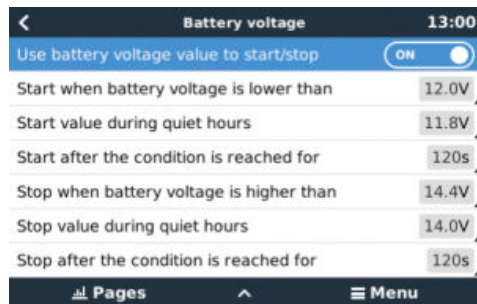 Battery voltage 13:00
Use battery voltage value to start/stop ON
Start when battery voltage is lower than 12.0V
Start value during quiet hours 11.8V
Start after the condition is reached for 120s
Stop when battery voltage is higher than 14.4V
Stop value during quiet hours 14.0V
Stop after the condition is reached for 120s
Pages Menu